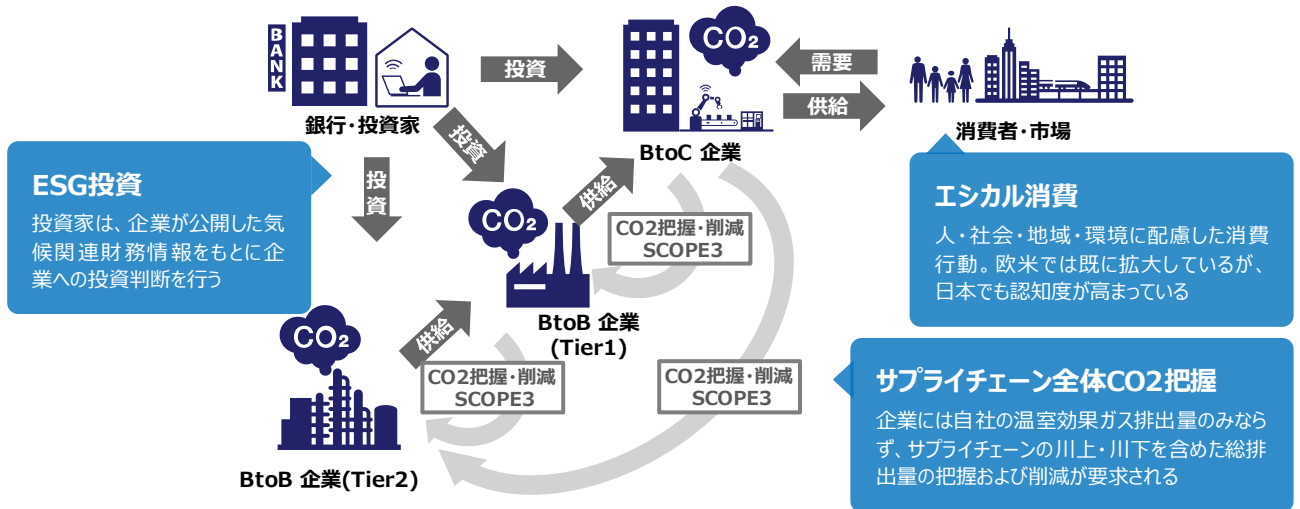 BANK
銀行・投資家
投資
投資
投資
CO2
BtoC 企業
需要
供給
消費者・市場
ESG投資
投資家は、企業が公開した気
候関連財務情報をもとに企
業への投資判断を行う
エシカル消費
人・社会・地域・環境に配慮した消費
行動。欧米では既に拡大しているが、
日本でも認知度が高まっている
CO2
供給
CO2把握・削減
SCOPE3
BtoB 企業
(Tier1)
CO2
供給
CO2把握・削減
SCOPE3
CO2把握・削減
SCOPE3
BtoB 企業(Tier2)
サプライチェーン全体CO2把握
企業には自社の温室効果ガス排出量のみなら
ず、サプライチェーンの川上・川下を含めた総排
出量の把握および削減が要求される